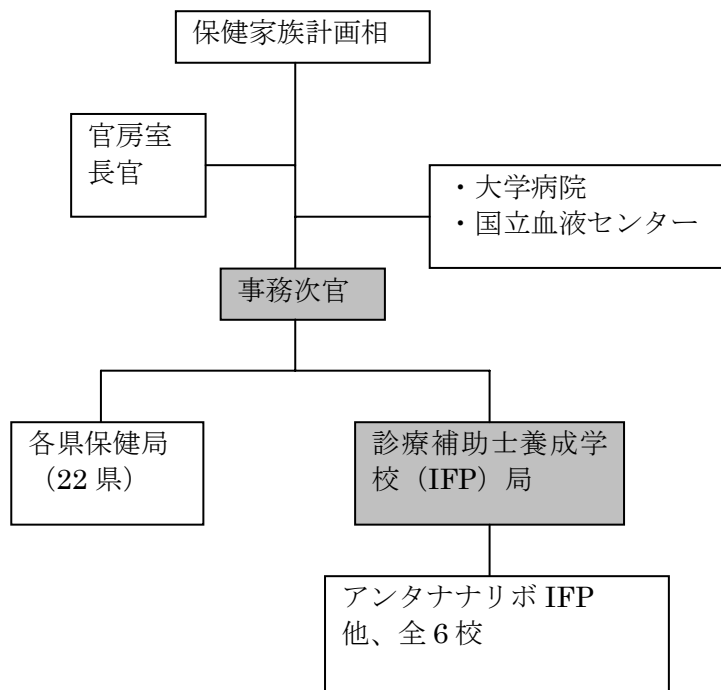 保健家族計画相
官房室
長官
・大学病院
・国立血液センター
事務次官
各県保健局
（22 県）
診療補助士養成学
校（IFP）局
アンタナナリボ IFP
他、全 6 校